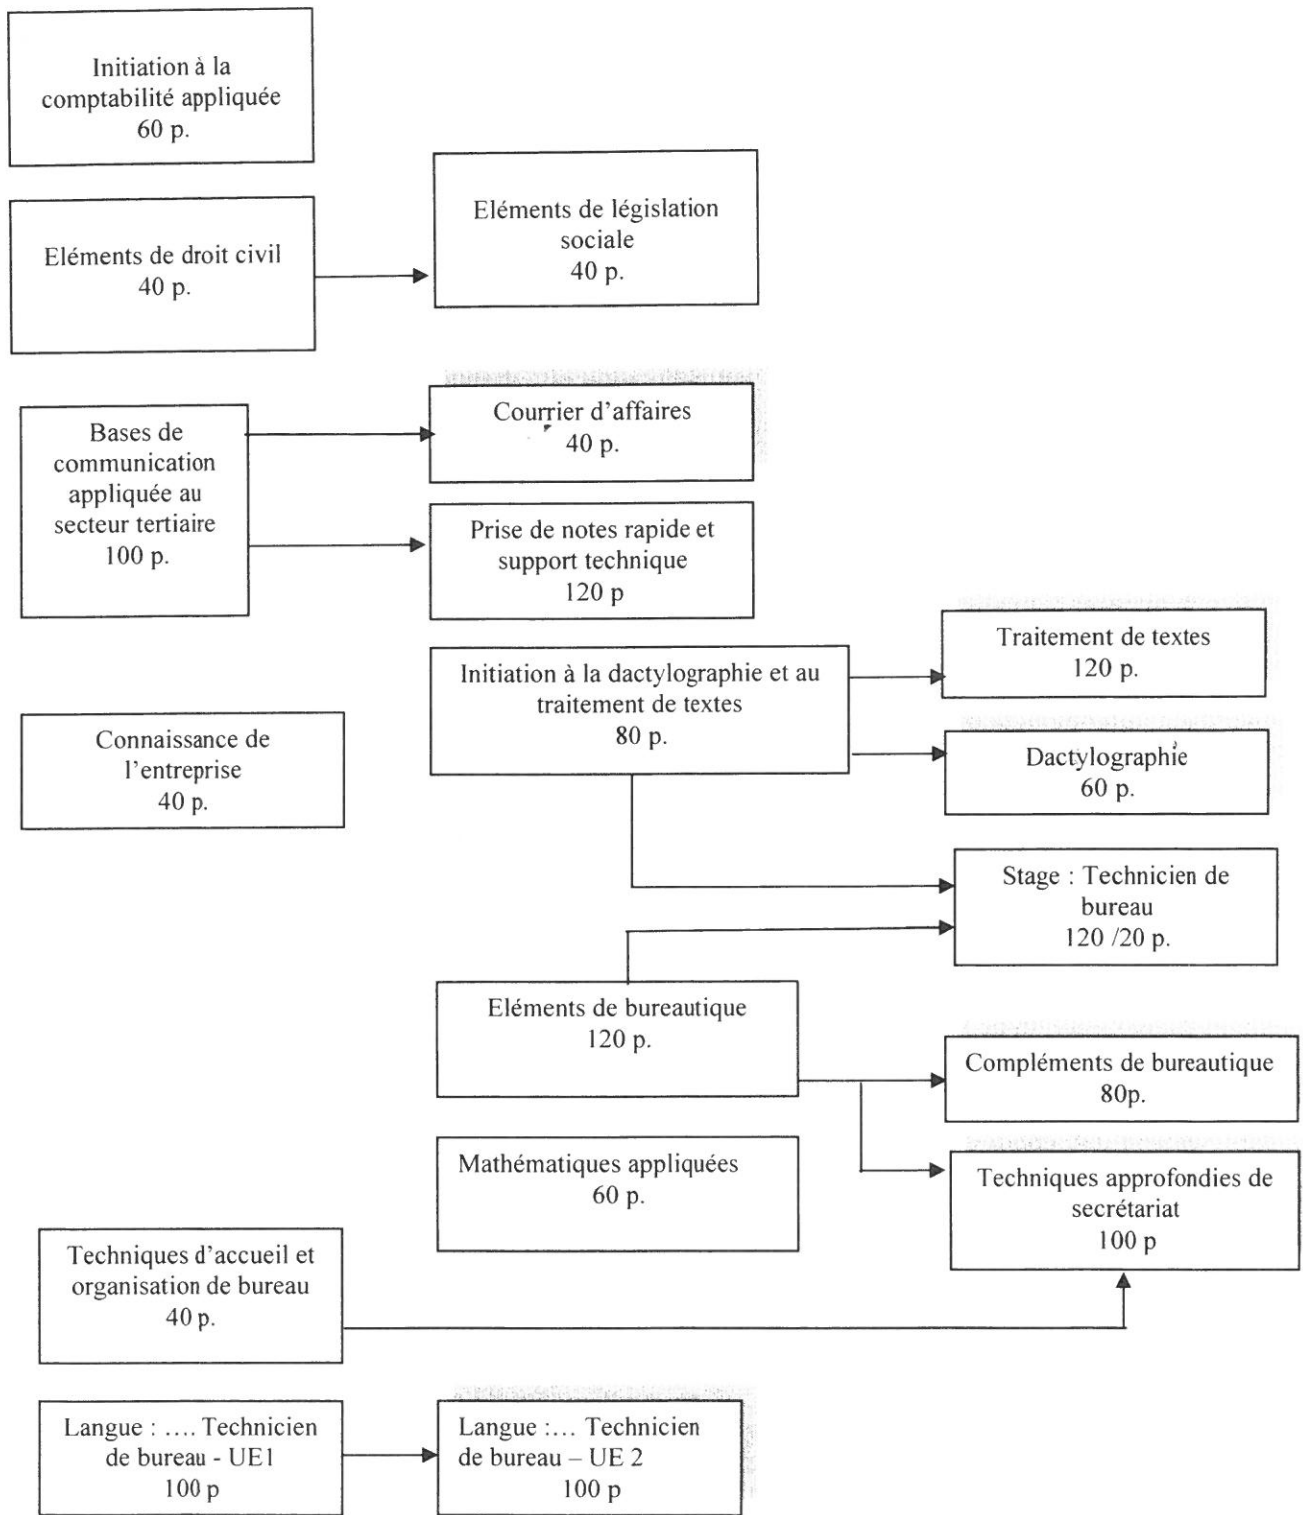 Initiation à la
comptabilité appliquée
60 p.
Eléments de droit civil
40 p.
Eléments de législation
sociale
40 p.
Bases de
communication
appliquée au
secteur tertiaire
100 p.
Courrier d'affaires
40 p.
Prise de notes rapide et
support technique
120 p
Initiation à la dactylographie et au
traitement de textes
80 p.
Traitement de textes
120 p.
Connaissance de
l'entreprise
40 p.
Dactylographie
60 p.
Stage : Technicien de
bureau
120 /20 p.
Eléments de bureautique
120 p.
Compléments de bureautique
80p.
Mathématiques appliquées
60 p.
Techniques approfondies de
secrétariat
100 p
Techniques d'accueil et
organisation de bureau
40 p.
Langue : .... Technicien
de bureau - UE1
100 p
Langue :... Technicien
de bureau – UE 2
100 p